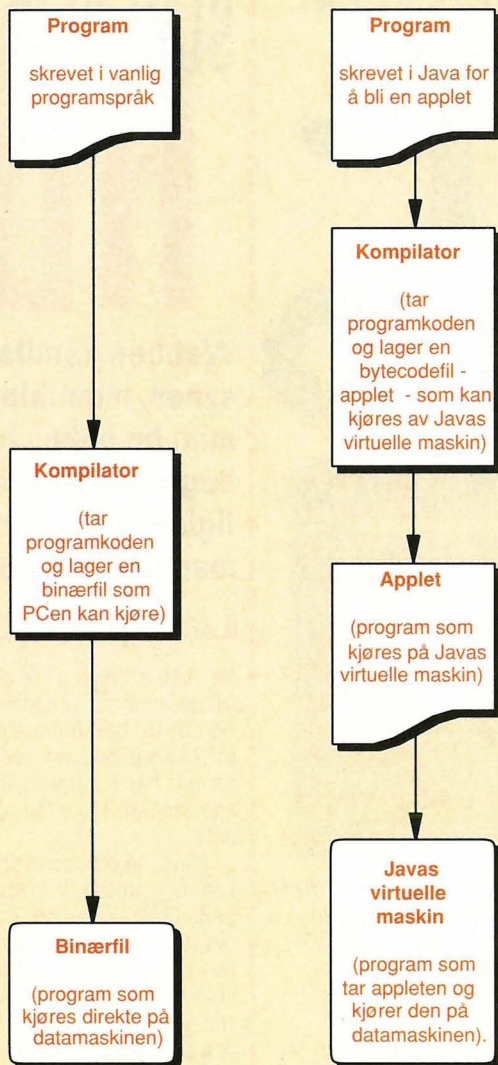 Program
skrevet i vanlig
programspråk
Kompilator
(tar
programkoden
og lager en
binærfil som
PCen kan kjøre)
Binærfil
(program som
kjøres direkte på
datamaskinen)
Program
skrevet i Java for
å bli en applet
Kompilator
(tar
programkoden
og lager en
bytecodefil -
applet - som kan
kjøres av Javas
virtuelle maskin)
Applet
(program som
kjøres på Javas
virtuelle maskin)
Javas
virtuelle
maskin
(program som
tar appleten og
kjører den på
datamaskinen).